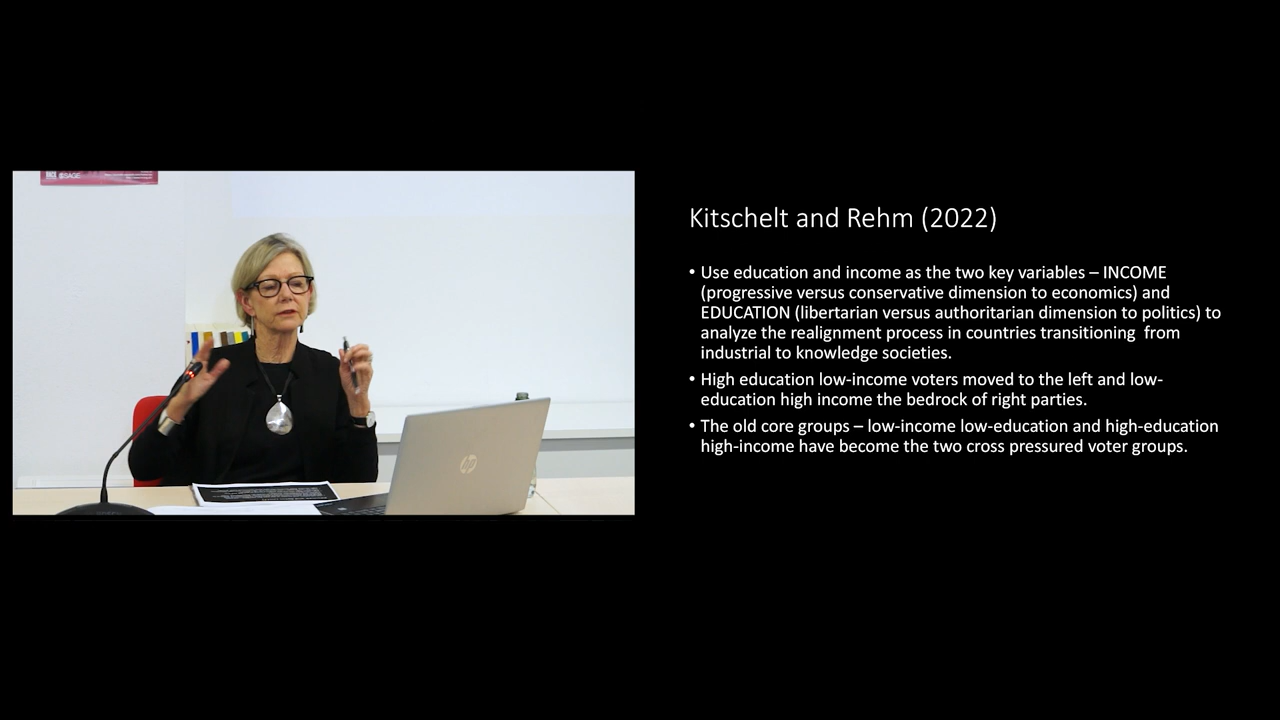 RACE
SAGE
hp
Kitschelt and Rehm (2022)
• Use education and income as the two key variables – INCOME
(progressive versus conservative dimension to economics) and
EDUCATION (libertarian versus authoritarian dimension to politics) to
analyze the realignment process in countries transitioning from
industrial to knowledge societies.
• High education low-income voters moved to the left and low-
education high income the bedrock of right parties.
• The old core groups – low-income low-education and high-education
high-income have become the two cross pressured voter groups.